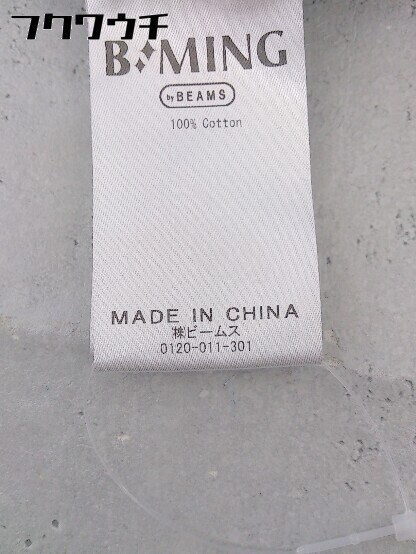 フクワウチ
B:MING
by BEAMS
100% Cotton
MADE IN CHINA
㈱ビームス
0120-011-301